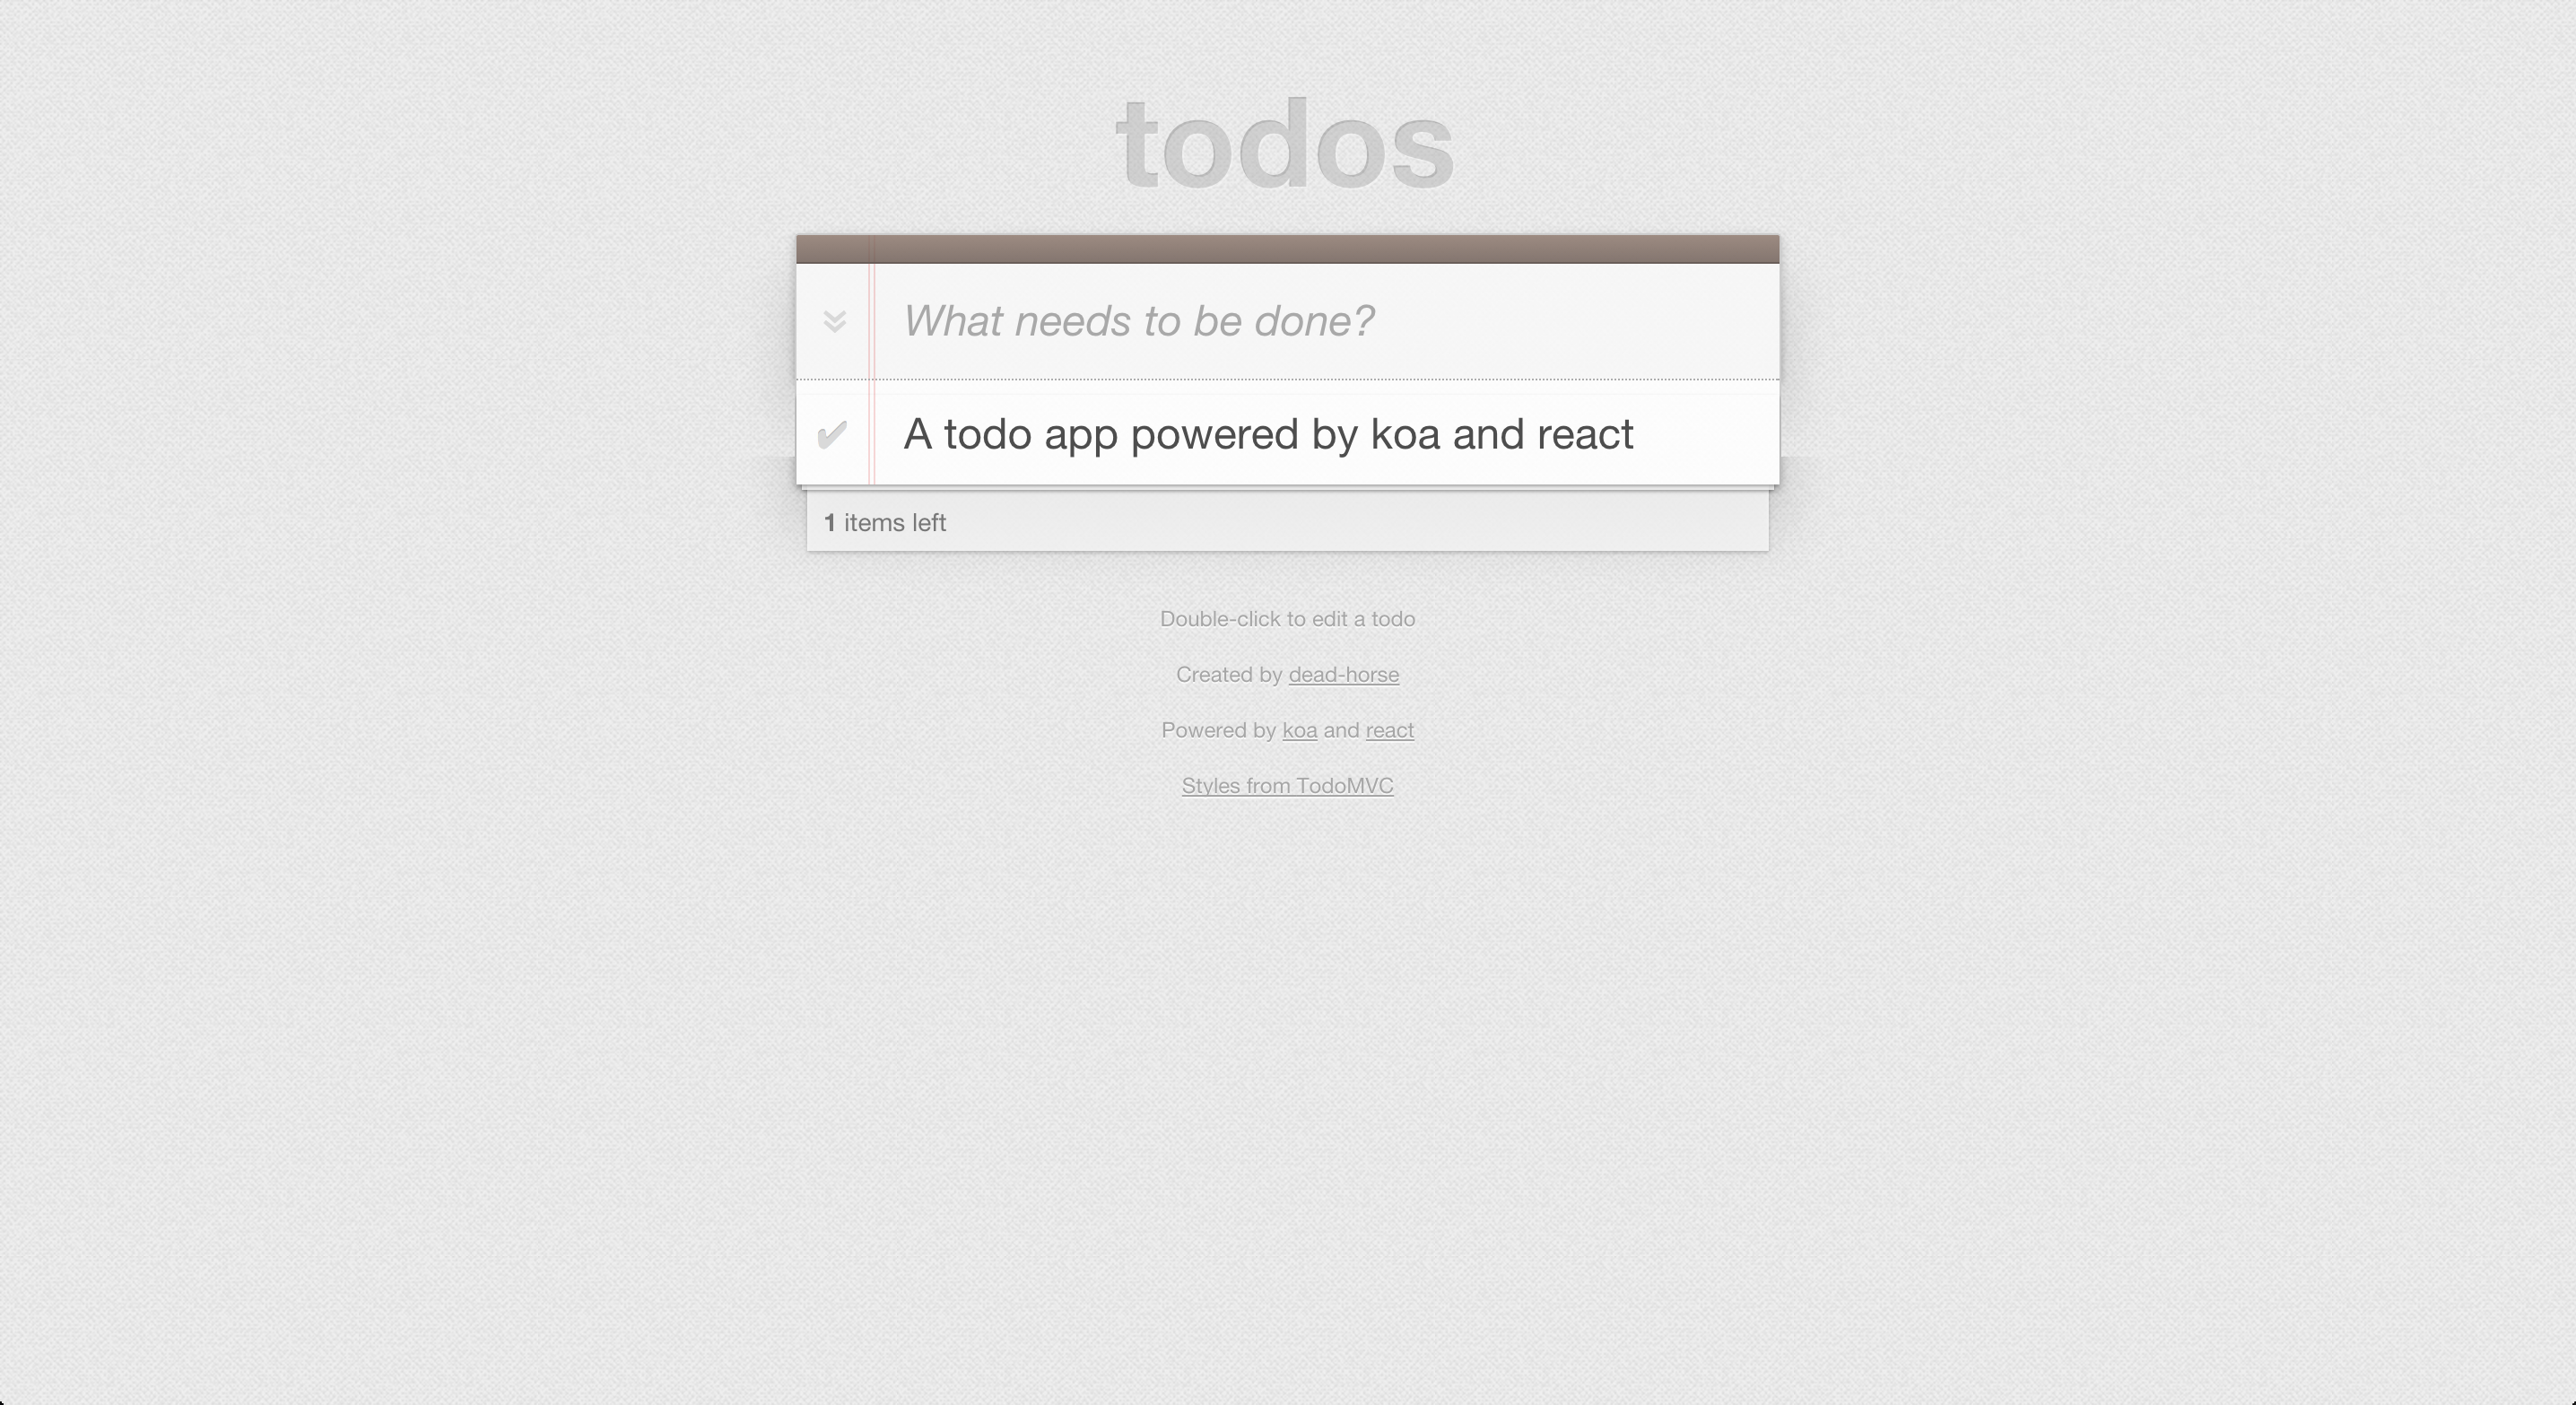 todos
What needs to be done?
A todo app powered by koa and react
1 items left
Double-click to edit a todo
Created by dead-horse
Powered by koa and react
Styles from TodoMVC